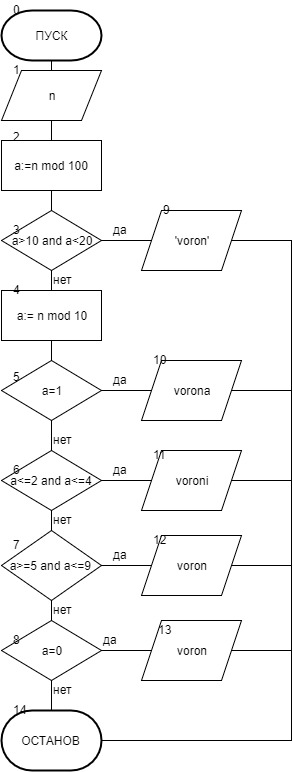 0
ПУСК
1
n
2
a:=n mod 100
3
a>10 and a<20
да
9
'voron'
нет
4
a:= n mod 10
5
a=1
да
10
vorona
нет
6
a<=2 and a<=4
да
11
voroni
нет
7
a>=5 and a<=9
да
12
voron
нет
8
a=0
да
13
voron
нет
14
ОСТАНОВ